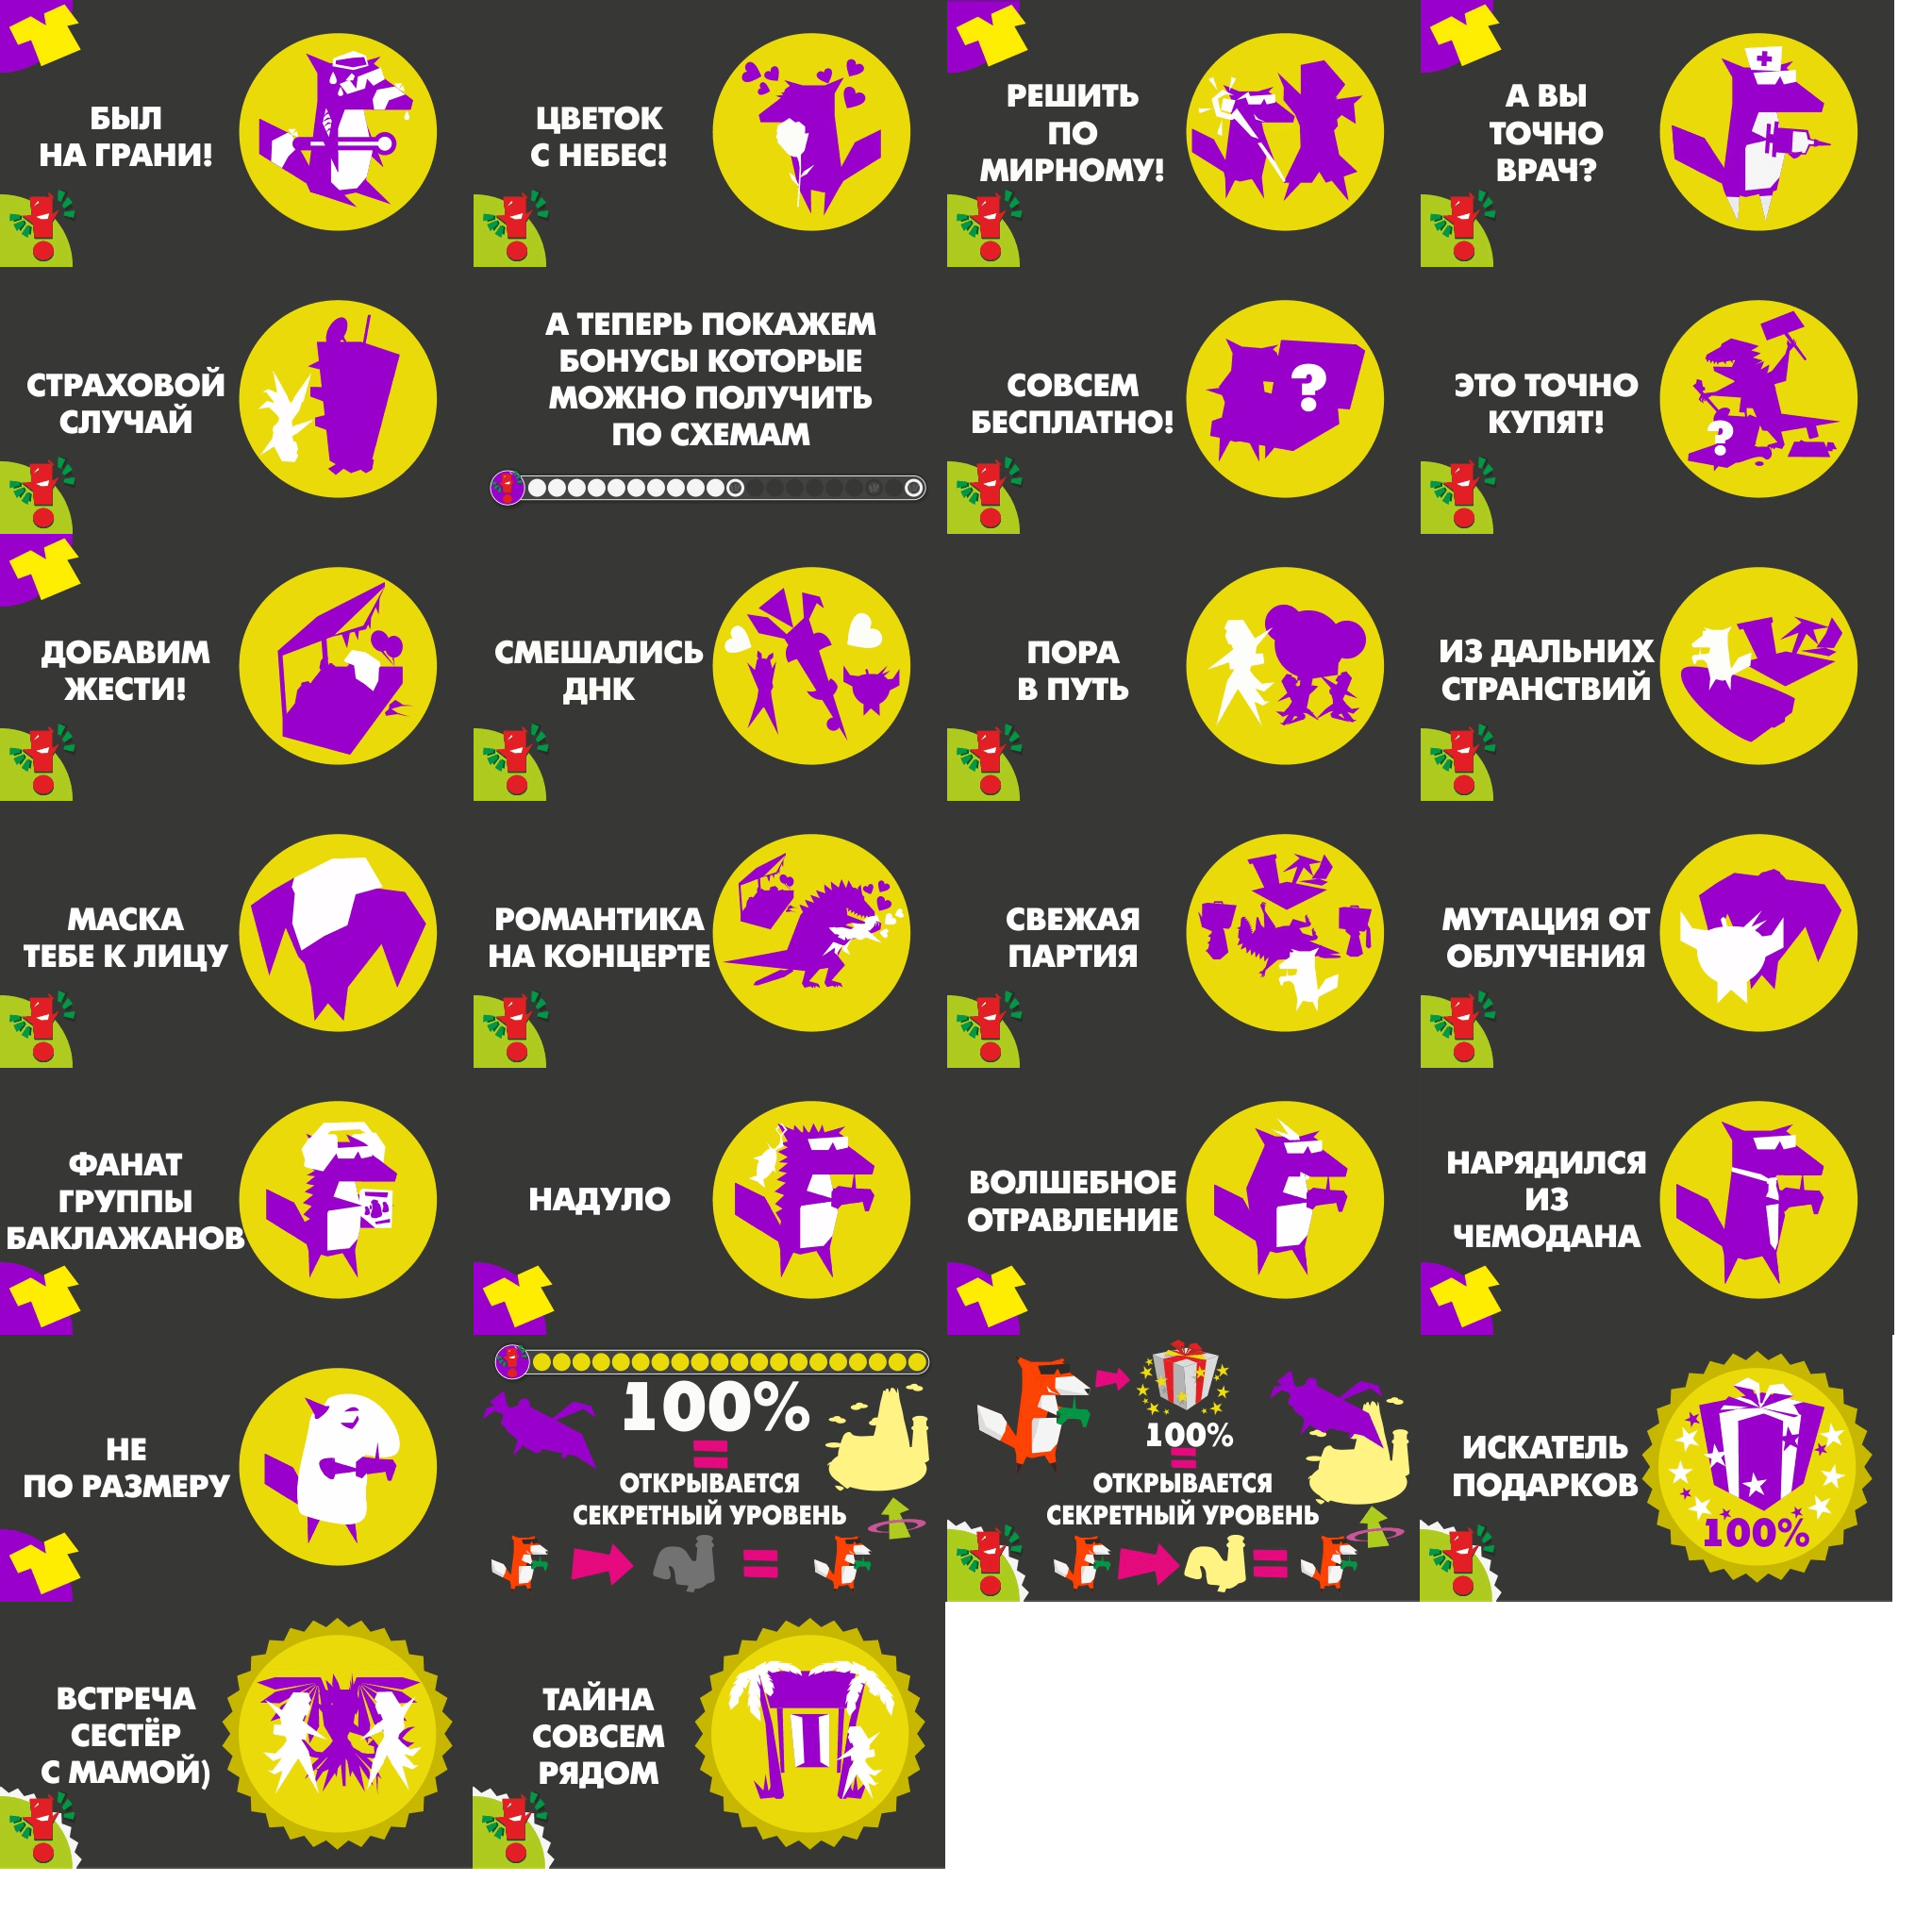 БЫЛ
НА ГРАНИ!
ЦВЕТОК
С НЕБЕС!
РЕШИТЬ
ПО
МИРНОМУ!
А ВЫ
ТОЧНО
ВРАЧ?
СТРАХОВОЙ
СЛУЧАЙ
А ТЕПЕРЬ ПОКАЖЕМ
БОНУСЫ КОТОРЫЕ
МОЖНО ПОЛУЧИТЬ
ПО СХЕМАМ
СОВСЕМ
БЕСПЛАТНО!
?
ЭТО ТОЧНО
КУПЯТ!
?
ДОБАВИМ
ЖЕСТИ!
СМЕШАЛИСЬ
ДНК
ПОРА
В ПУТЬ
ИЗ ДАЛЬНИХ
СТРАНСТВИЙ
МАСКА
ТЕБЕ К ЛИЦУ
РОМАНТИКА
НА КОНЦЕРТЕ
СВЕЖАЯ
ПАРТИЯ
МУТАЦИЯ ОТ
ОБЛУЧЕНИЯ
ФАНАТ
ГРУППЫ
БАКЛАЖАНОВ
НАДУЛО
ВОЛШЕБНОЕ
ОТРАВЛЕНИЕ
НАРЯДИЛСЯ
ИЗ
ЧЕМОДАНА
НЕ
ПО РАЗМЕРУ
100%
=
ОТКРЫВАЕТСЯ
СЕКРЕТНЫЙ УРОВЕНЬ
=
100%
=
ОТКРЫВАЕТСЯ
СЕКРЕТНЫЙ УРОВЕНЬ
=
ИСКАТЕЛЬ
ПОДАРКОВ
100%
ВСТРЕЧА
СЕСТЁР
С МАМОЙ)
ТАЙНА
СОВСЕМ
РЯДОМ